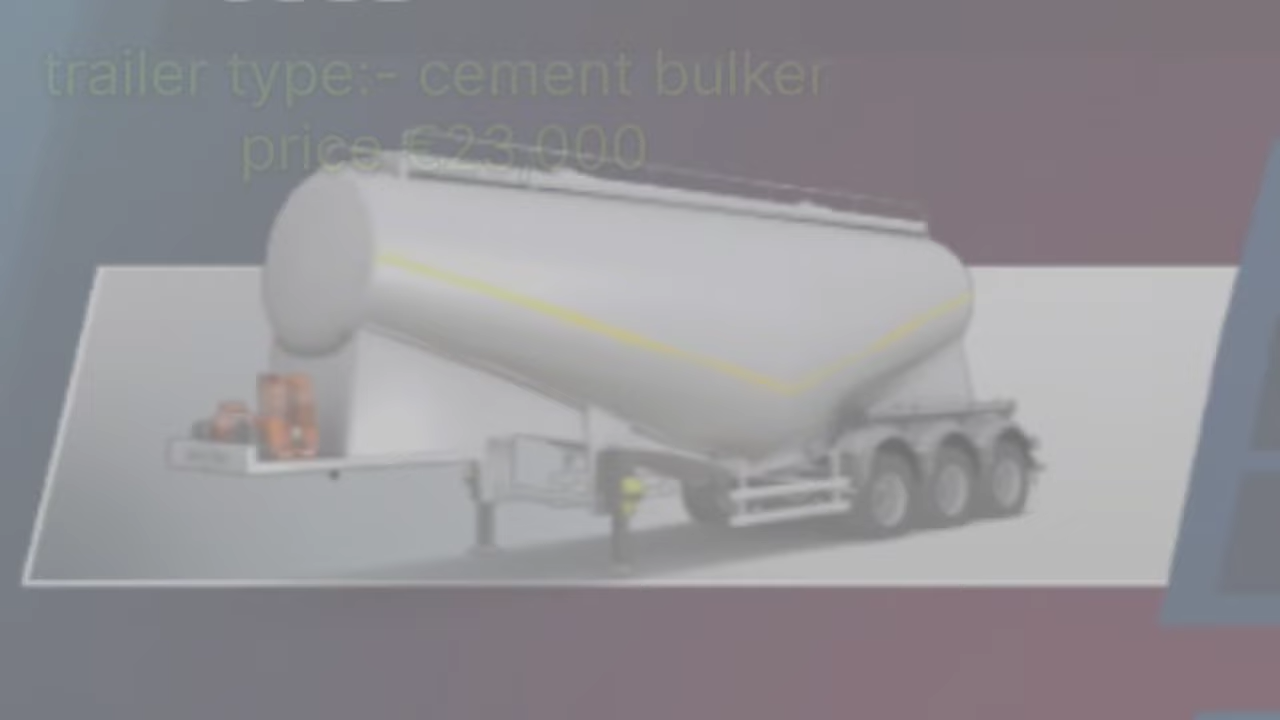 trailer type:- cement bulker
price €23,000